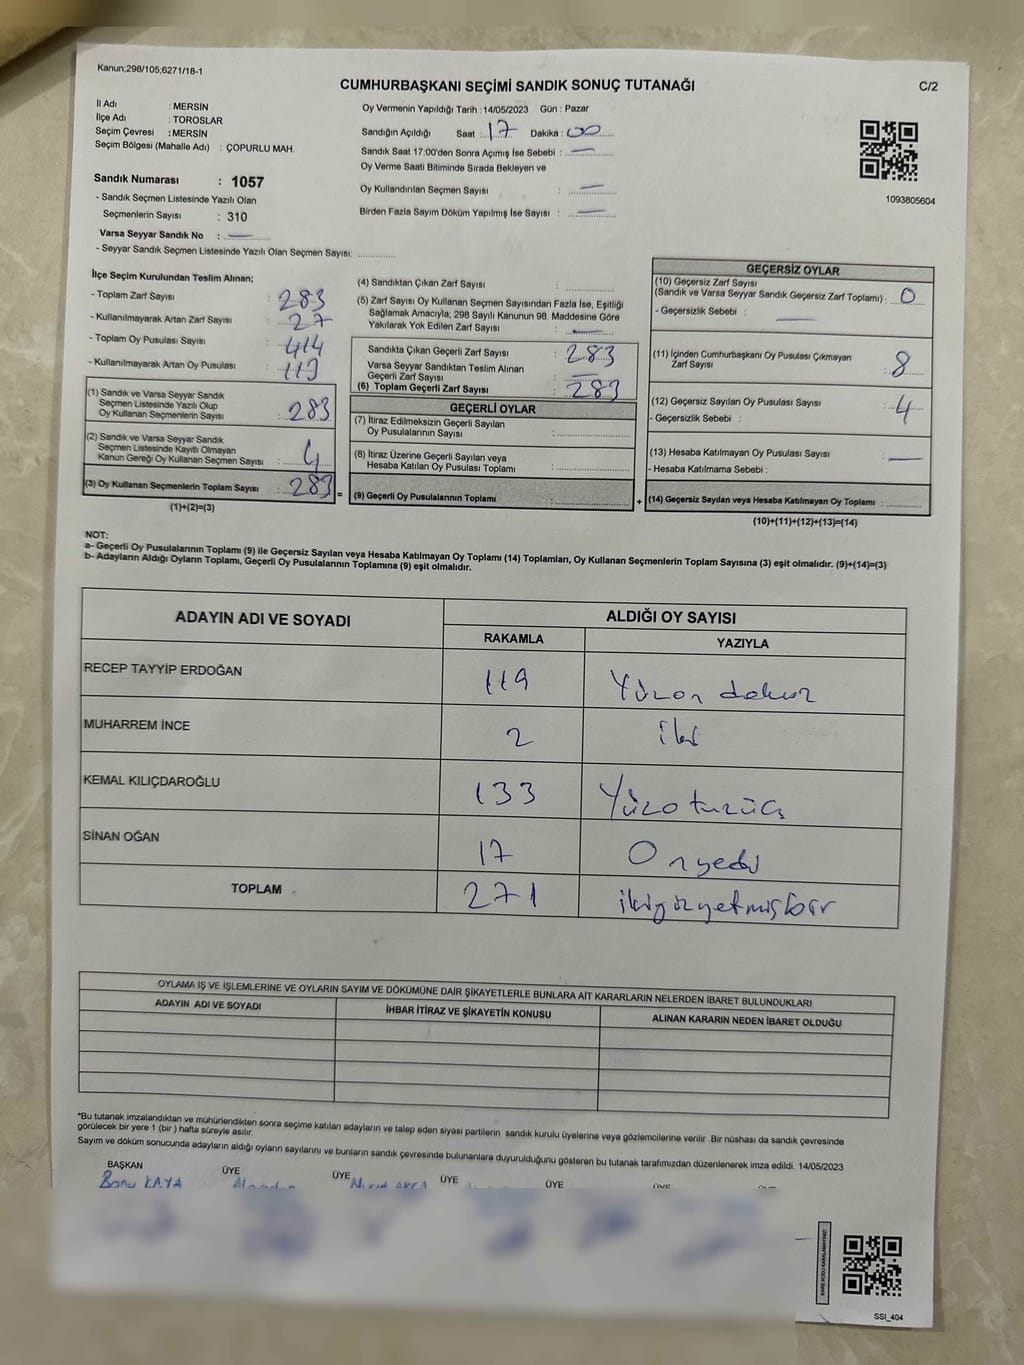 Kanun;298/105;6271/18-1
CUMHURBAŞKANI SEÇİMİ SANDIK SONUÇ TUTANAĞI
C/2
İl Adı : MERSİN
İlçe Adı : TOROSLAR
Seçim Çevresi : MERSİN
Seçim Bölgesi (Mahalle Adı) : ÇOPURLU MAH.
Oy Vermenin Yapıldığı Tarih : 14/05/2023 Gün : Pazar
Sandığın Açıldığı Saat : 17 Dakika : 00
Sandık Saat 17:00'den Sonra Açımış İse Sebebi : —
Oy Verme Saati Bitiminde Sırada Bekleyen ve
Oy Kullandırılan Seçmen Sayısı : —
Birden Fazla Sayım Döküm Yapılmış İse Sayısı : —
1093805604
Sandık Numarası : 1057
- Sandık Seçmen Listesinde Yazılı Olan
Seçmenlerin Sayısı : 310
Varsa Seyyar Sandık No : —
- Seyyar Sandık Seçmen Listesinde Yazılı Olan Seçmen Sayısı:
İlçe Seçim Kurulundan Teslim Alınan;
- Toplam Zarf Sayısı : 283
- Kullanılmayarak Artan Zarf Sayısı : 27
- Toplam Oy Pusulası Sayısı : 414
- Kullanılmayarak Artan Oy Pusulası : 113
(1) Sandık ve Varsa Seyyar Sandık
Seçmen Listesinde Yazılı Olup
Oy Kullanan Seçmenlerin Sayısı : 283
(2) Sandık ve Varsa Seyyar Sandık
Seçmen Listesinde Kayıtlı Olmayan
Kanun Gereği Oy Kullanan Seçmen Sayısı : 4
(3) Oy Kullanan Seçmenlerin Toplam Sayısı : 283 =
(1)+(2)=(3)
(4) Sandıktan Çıkan Zarf Sayısı :
(5) Zarf Sayısı Oy Kullanan Seçmen Sayısından Fazla İse, Eşitliği
Sağlamak Amacıyla; 298 Sayılı Kanunun 98. Maddesine Göre
Yakılarak Yok Edilen Zarf Sayısı : —
Sandıkta Çıkan Geçerli Zarf Sayısı : 283
Varsa Seyyar Sandıktan Teslim Alınan
Geçerli Zarf Sayısı : —
(6) Toplam Geçerli Zarf Sayısı : 283
GEÇERLİ OYLAR
(7) İtiraz Edilmeksizin Geçerli Sayılan
Oy Pusulalarının Sayısı :
(8) İtiraz Üzerine Geçerli Sayılan veya
Hesaba Katılan Oy Pusulası Toplamı :
(9) Geçerli Oy Pusulalarının Toplamı : +
GEÇERSİZ OYLAR
(10) Geçersiz Zarf Sayısı
(Sandık ve Varsa Seyyar Sandık Geçersiz Zarf Toplamı) : 0
- Geçersizlik Sebebi : —
(11) İçinden Cumhurbaşkanı Oy Pusulası Çıkmayan
Zarf Sayısı : 8
(12) Geçersiz Sayılan Oy Pusulası Sayısı : 4
- Geçersizlik Sebebi :
(13) Hesaba Katılmayan Oy Pusulası Sayısı : —
- Hesaba Katılmama Sebebi :
(14) Geçersiz Sayılan veya Hesaba Katılmayan Oy Toplamı :
(10)+(11)+(12)+(13)=(14)
NOT:
a- Geçerli Oy Pusulalarının Toplamı (9) ile Geçersiz Sayılan veya Hesaba Katılmayan Oy Toplamı (14) Toplamları, Oy Kullanan Seçmenlerin Toplam Sayısına (3) eşit olmalıdır. (9)+(14)=(3)
b- Adayların Aldığı Oyların Toplamı, Geçerli Oy Pusulalarının Toplamına (9) eşit olmalıdır.
ADAYIN ADI VE SOYADI
ALDIĞI OY SAYISI
RAKAMLA YAZIYLA
RECEP TAYYİP ERDOĞAN 119 Yüzon dokuz
MUHARREM İNCE 2 iki
KEMAL KILIÇDAROĞLU 133 Yüzotuzüç
SİNAN OĞAN 17 Onyedi
TOPLAM 271 ikiyüzyetmişbir
OYLAMA İŞ VE İŞLEMLERİNE VE OYLARIN SAYIM VE DÖKÜMÜNE DAİR ŞİKAYETLERLE BUNLARA AİT KARARLARIN NELERDEN İBARET BULUNDUKLARI
ADAYIN ADI VE SOYADI İHBAR İTİRAZ VE ŞİKAYETİN KONUSU ALINAN KARARIN NEDEN İBARET OLDUĞU
*Bu tutanak imzalandıktan ve mühürlendikten sonra seçime katılan adayların ve talep eden siyasi partilerin sandık kurulu üyelerine veya gözlemcilerine verilir. Bir nüshası da sandık çevresinde
görülecek bir yere 1 (bir) hafta süreyle asılır.
Sayım ve döküm sonucunda adayların aldığı oyların sayılarını ve bunların sandık çevresinde bulunanlara duyurulduğunu gösteren bu tutanak tarafımızdan düzenlenerek imza edildi. 14/05/2023
BAŞKAN ÜYE ÜYE ÜYE ÜYE
KAYA
KARE KODU KARALAMAYINIZ!
SSI_404